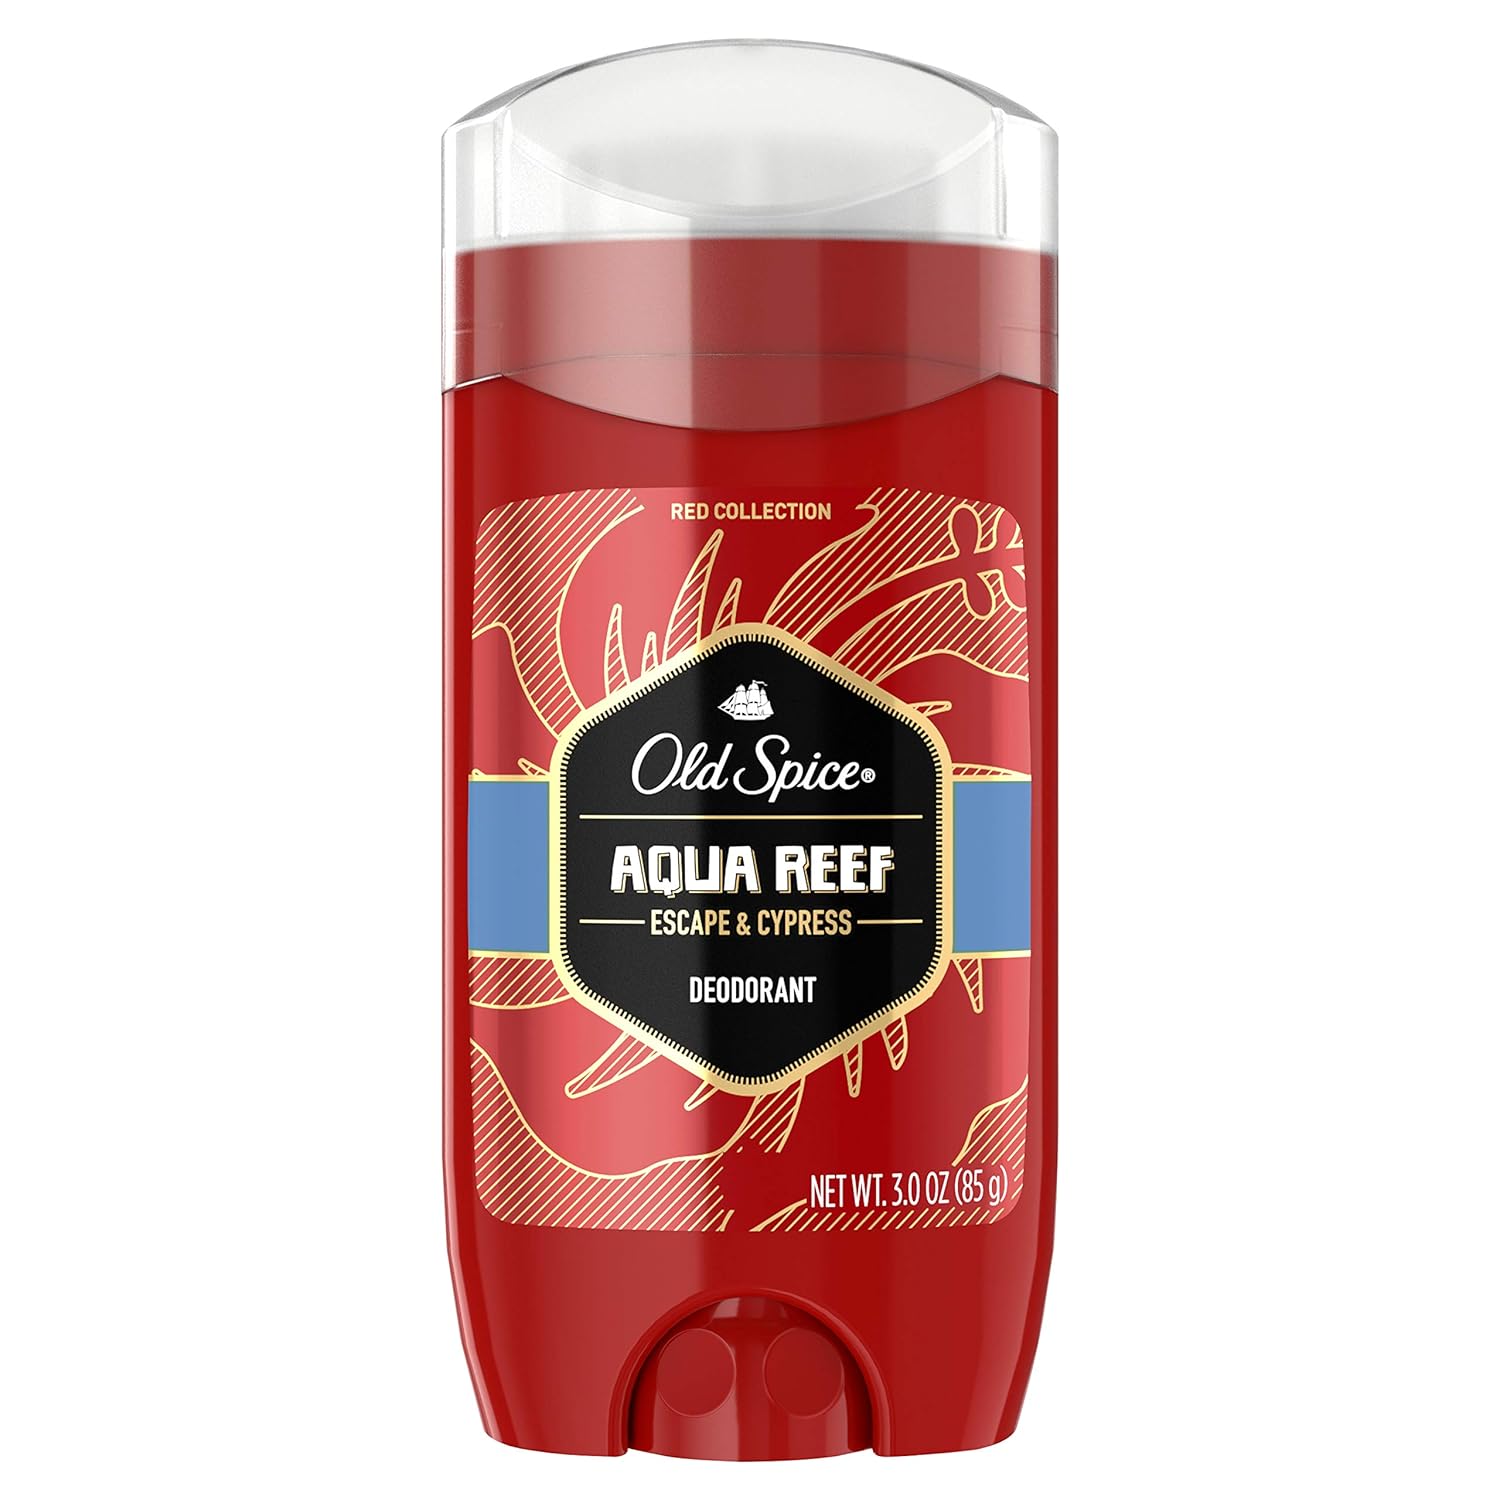 RED COLLECTION
Old Spice®
AQUA REEF
ESCAPE & CYPRESS
DEODORANT
NET WT. 3.0 OZ (85 g)